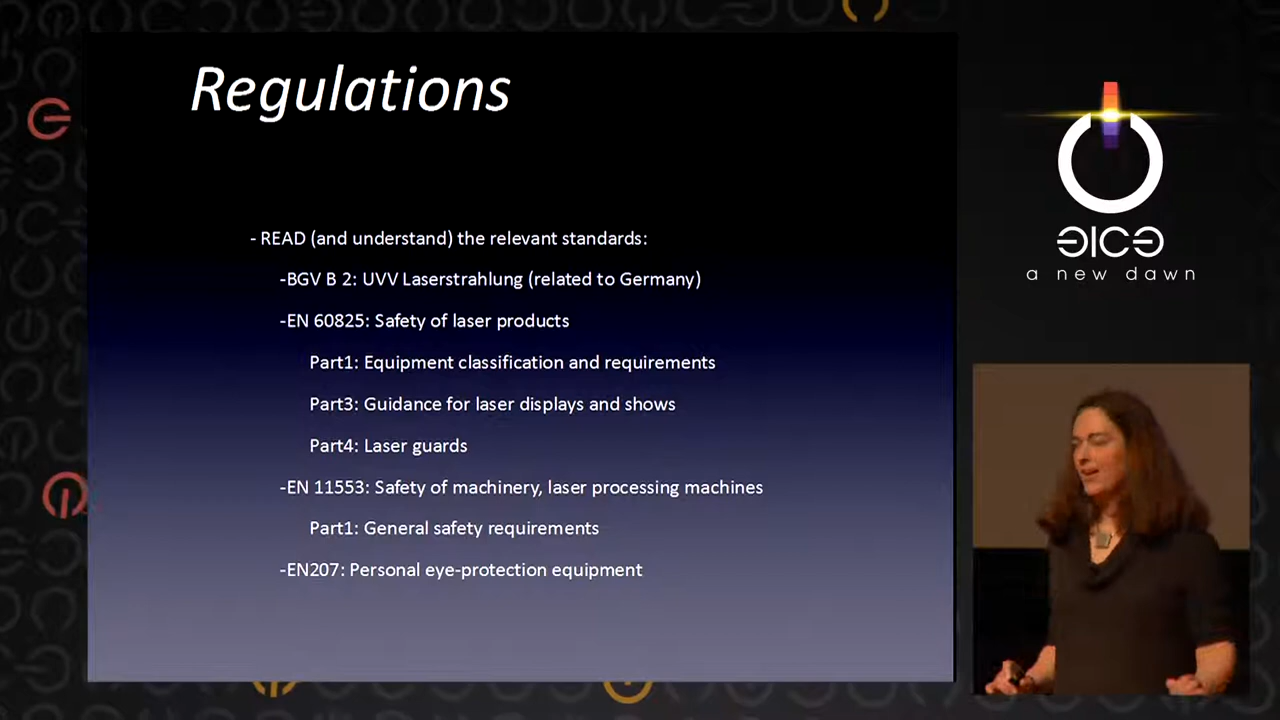 Regulations
- READ (and understand) the relevant standards:
-BGV B 2: UVV Laserstrahlung (related to Germany)
-EN 60825: Safety of laser products
Part1: Equipment classification and requirements
Part3: Guidance for laser displays and shows
Part4: Laser guards
-EN 11553: Safety of machinery, laser processing machines
Part1: General safety requirements
-EN207: Personal eye-protection equipment
a new dawn